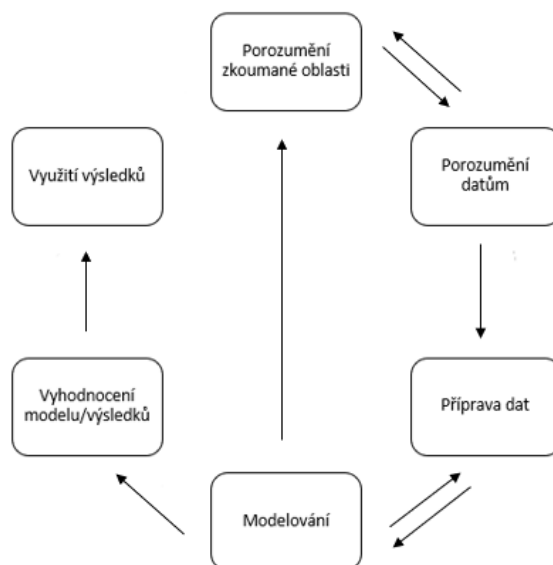 Porozumění
zkoumané oblasti
Porozumění
datům
Příprava dat
Modelování
Vyhodnocení
modelu/výsledků
Využití výsledků